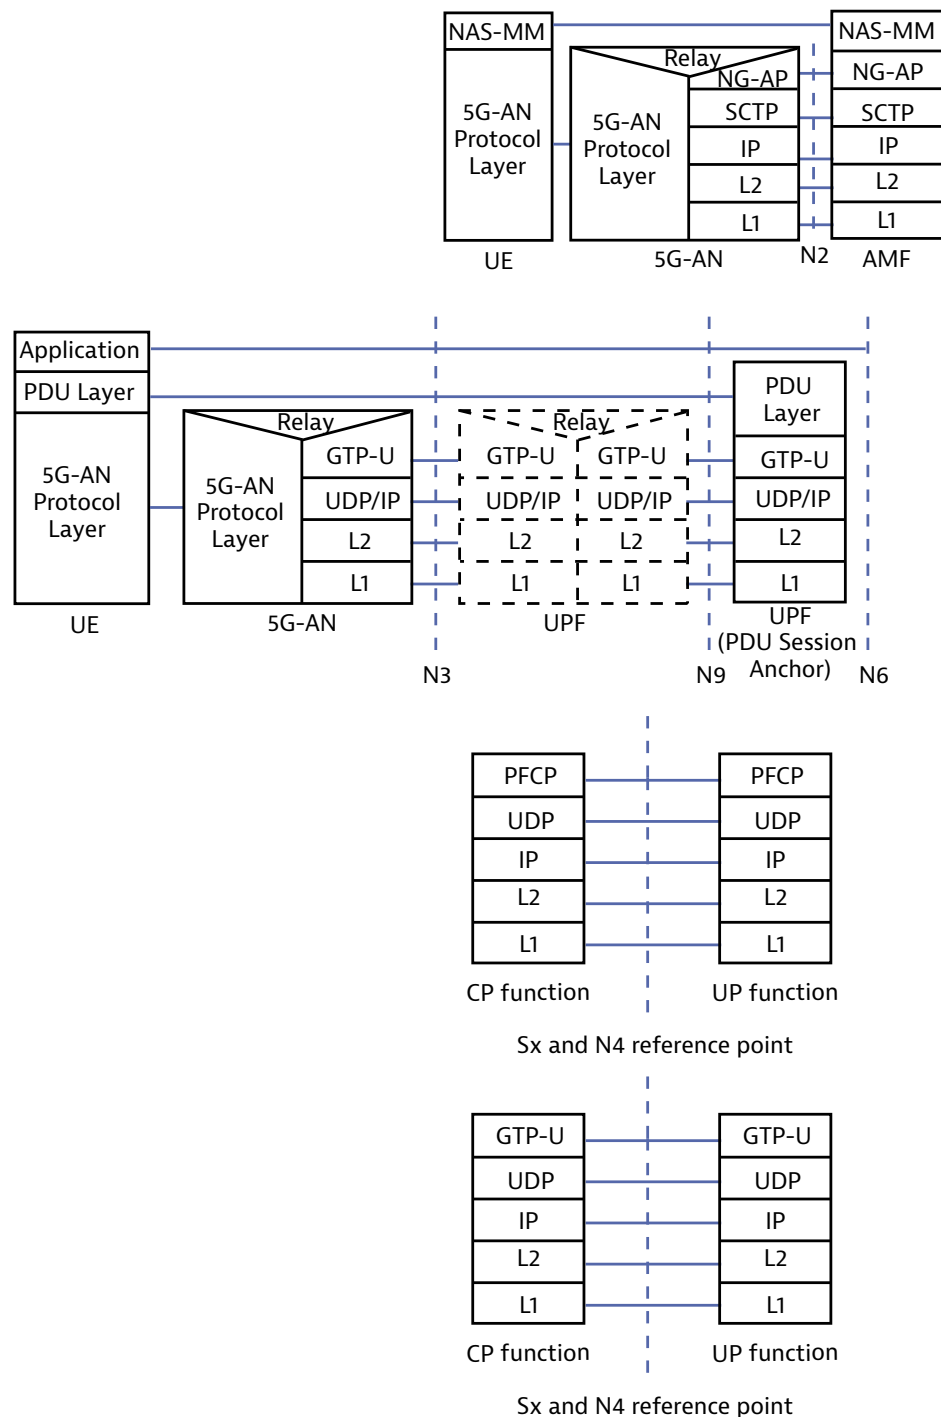 NAS-MM
NAS-MM
Relay
NG-AP
NG-AP
5G-AN
Protocol
Layer
5G-AN
Protocol
Layer
SCTP
SCTP
IP
IP
L2
L2
L1
L1
UE
5G-AN
N2
AMF
Application
PDU Layer
PDU
Layer
Relay
Relay
5G-AN
Protocol
Layer
5G-AN
Protocol
Layer
GTP-U
GTP-U
GTP-U
GTP-U
UDP/IP
UDP/IP
UDP/IP
UDP/IP
L2
L2
L2
L2
L1
L1
L1
L1
UE
5G-AN
UPF
UPF
(PDU Session
Anchor)
N3
N9
N6
PFCP
PFCP
UDP
UDP
IP
IP
L2
L2
L1
L1
CP function
UP function
Sx and N4 reference point
GTP-U
GTP-U
UDP
UDP
IP
IP
L2
L2
L1
L1
CP function
UP function
Sx and N4 reference point